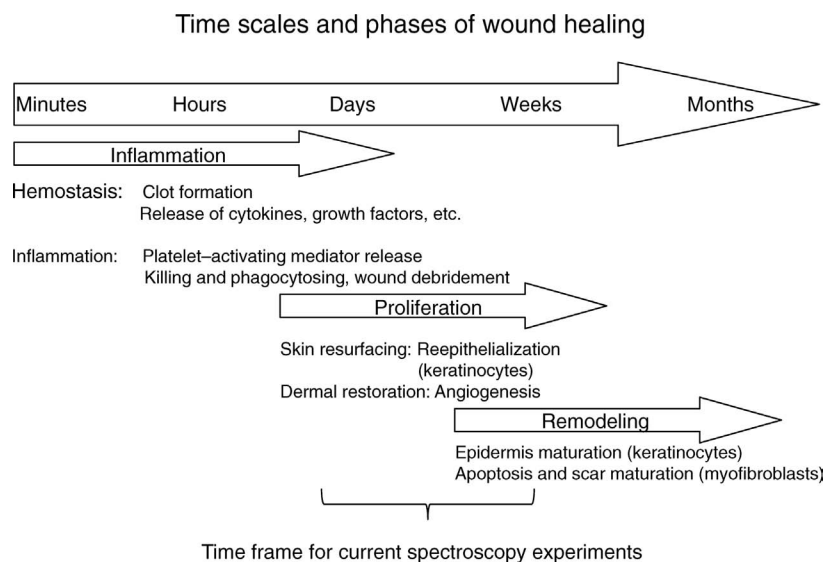 Time scales and phases of wound healing
Minutes Hours Days Weeks Months
Inflammation
Hemostasis: Clot formation
Release of cytokines, growth factors, etc.
Inflammation: Platelet–activating mediator release
Killing and phagocytosing, wound debridement
Proliferation
Skin resurfacing: Reepithelialization
(keratinocytes)
Dermal restoration: Angiogenesis
Remodeling
Epidermis maturation (keratinocytes)
Apoptosis and scar maturation (myofibroblasts)
Time frame for current spectroscopy experiments